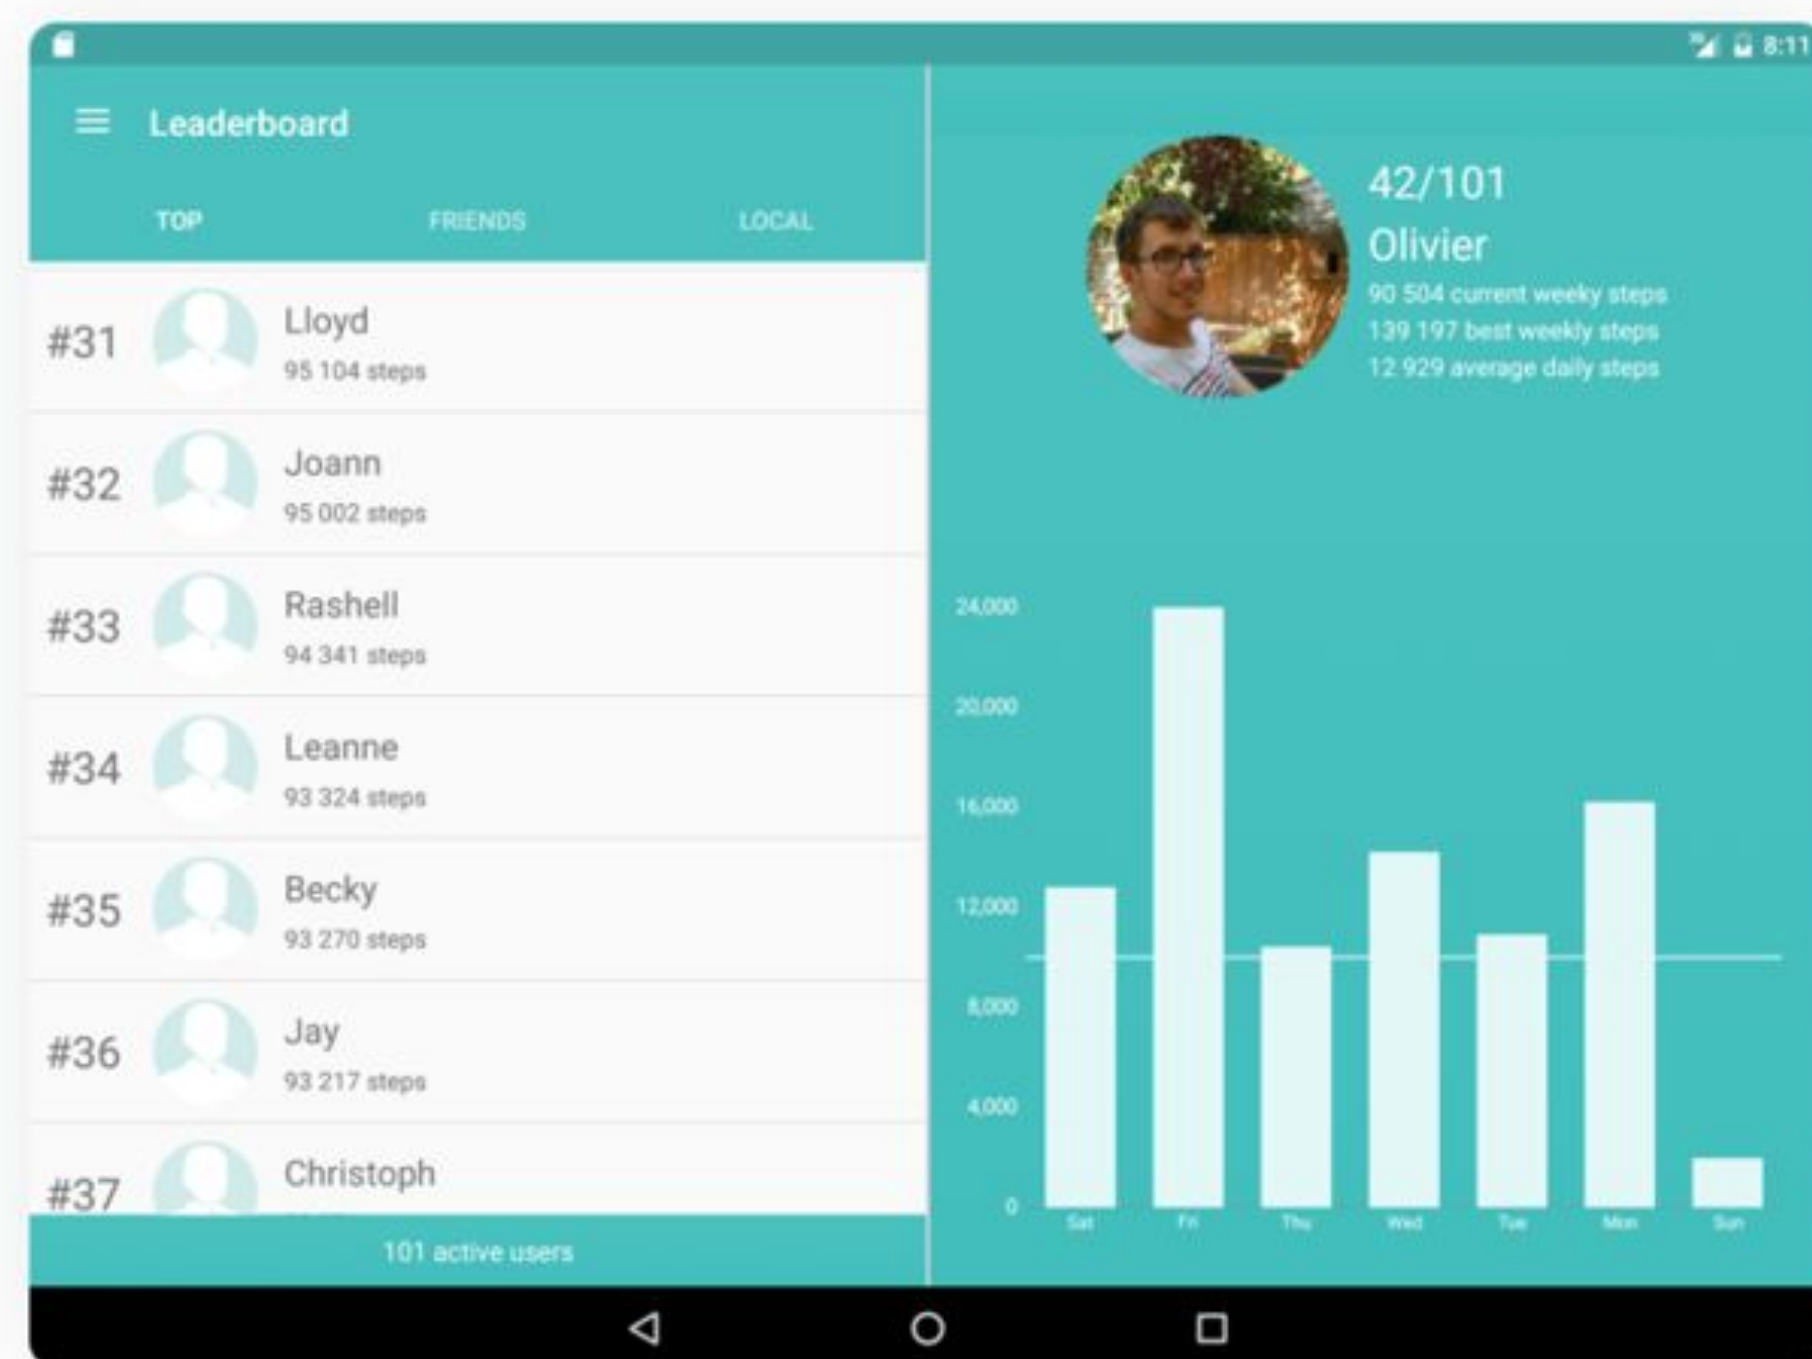 8:11
Leaderboard
TOP FRIENDS LOCAL
#31 Lloyd
95 104 steps
#32 Joann
95 002 steps
#33 Rashell
94 341 steps
#34 Leanne
93 324 steps
#35 Becky
93 270 steps
#36 Jay
93 217 steps
#37 Christoph
101 active users
42/101
Olivier
90 504 current weeky steps
139 197 best weekly steps
12 929 average daily steps
24,000
20,000
16,000
12,000
8,000
4,000
0
Sat Fri Thu Wed Tue Mon Sun